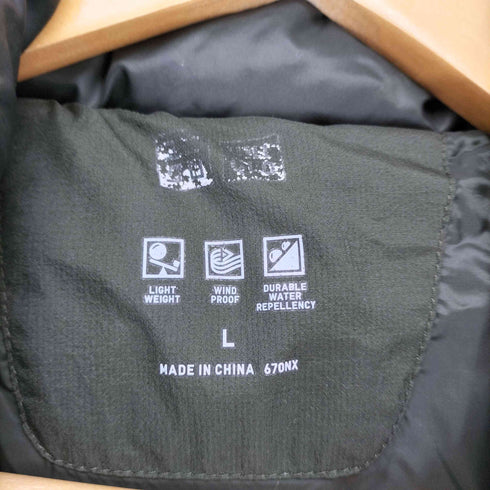 LIGHT WEIGHT
WIND PROOF
DURABLE WATER REPELLENCY
L
MADE IN CHINA 670NX